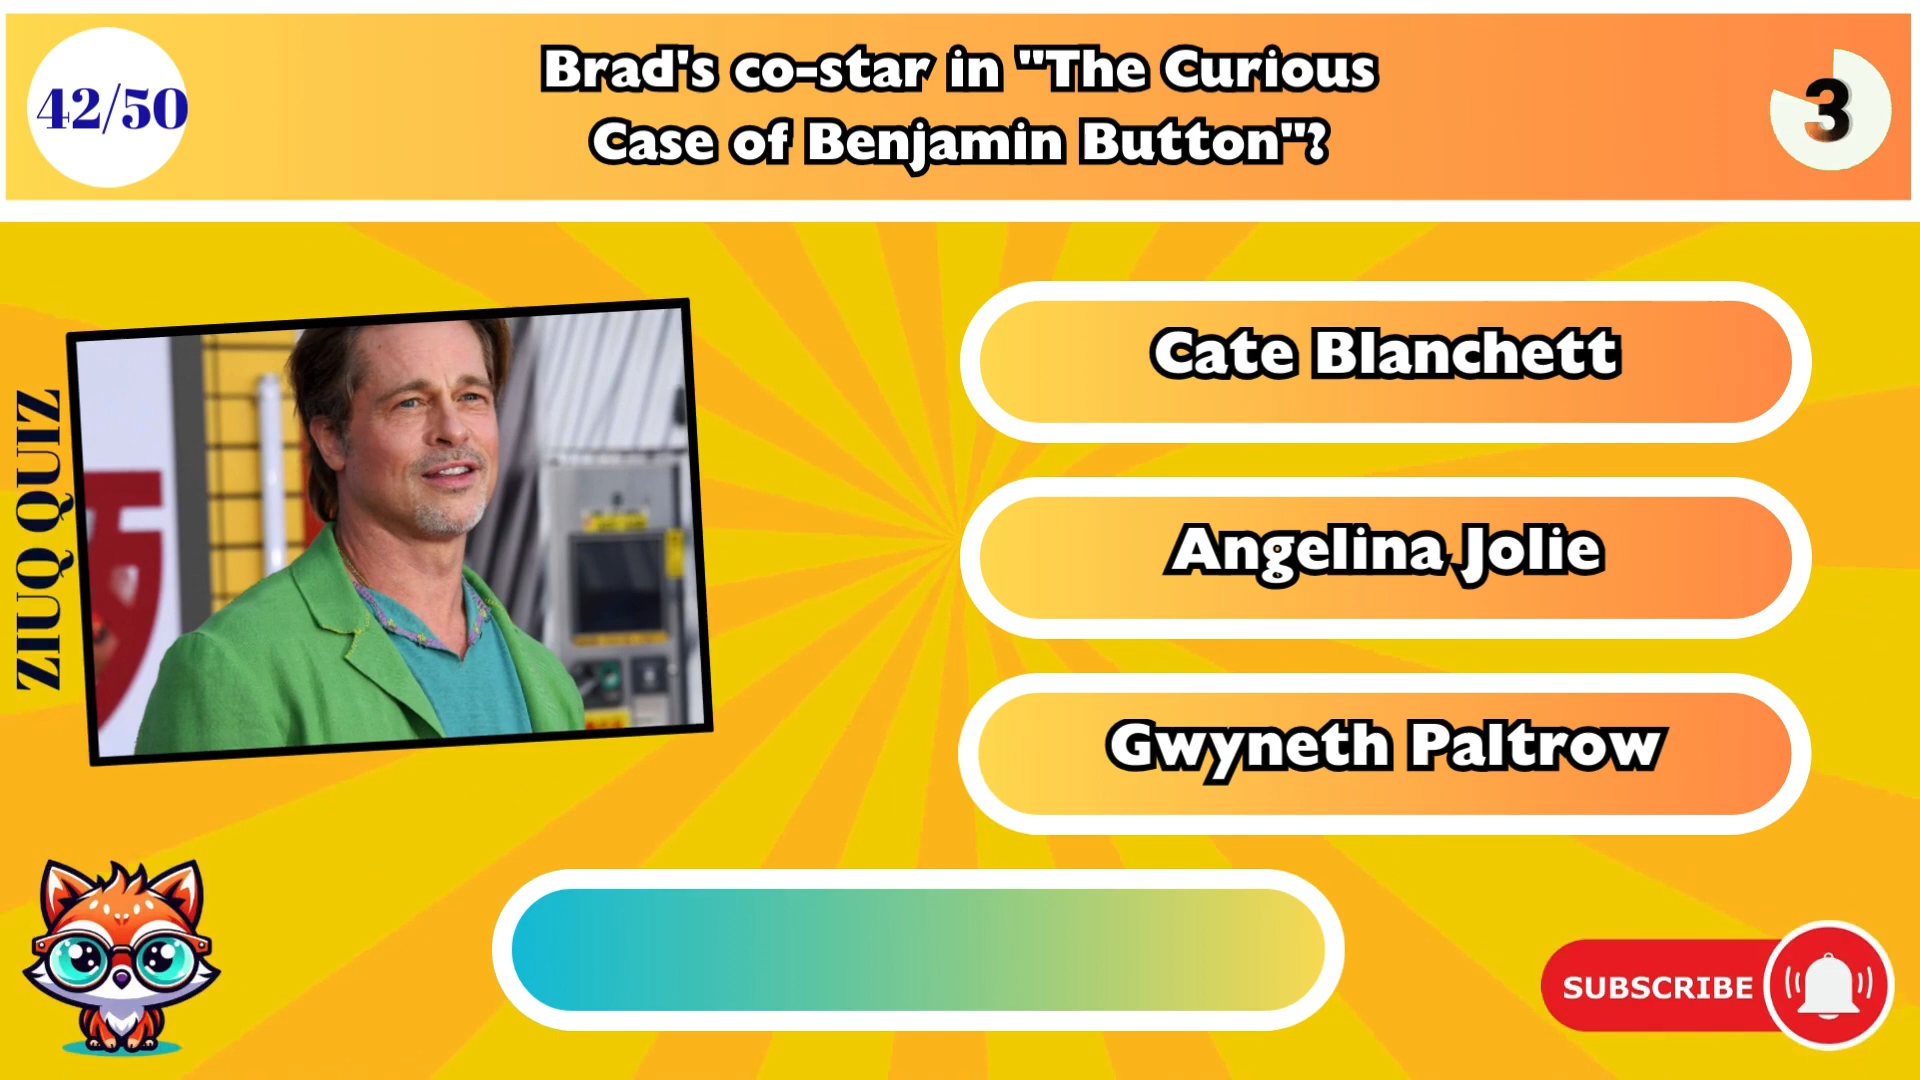 42/50
Brad's co-star in "The Curious
Case of Benjamin Button"?
3
ZIUQ QUIZ
Cate Blanchett
Angelina Jolie
Gwyneth Paltrow
SUBSCRIBE